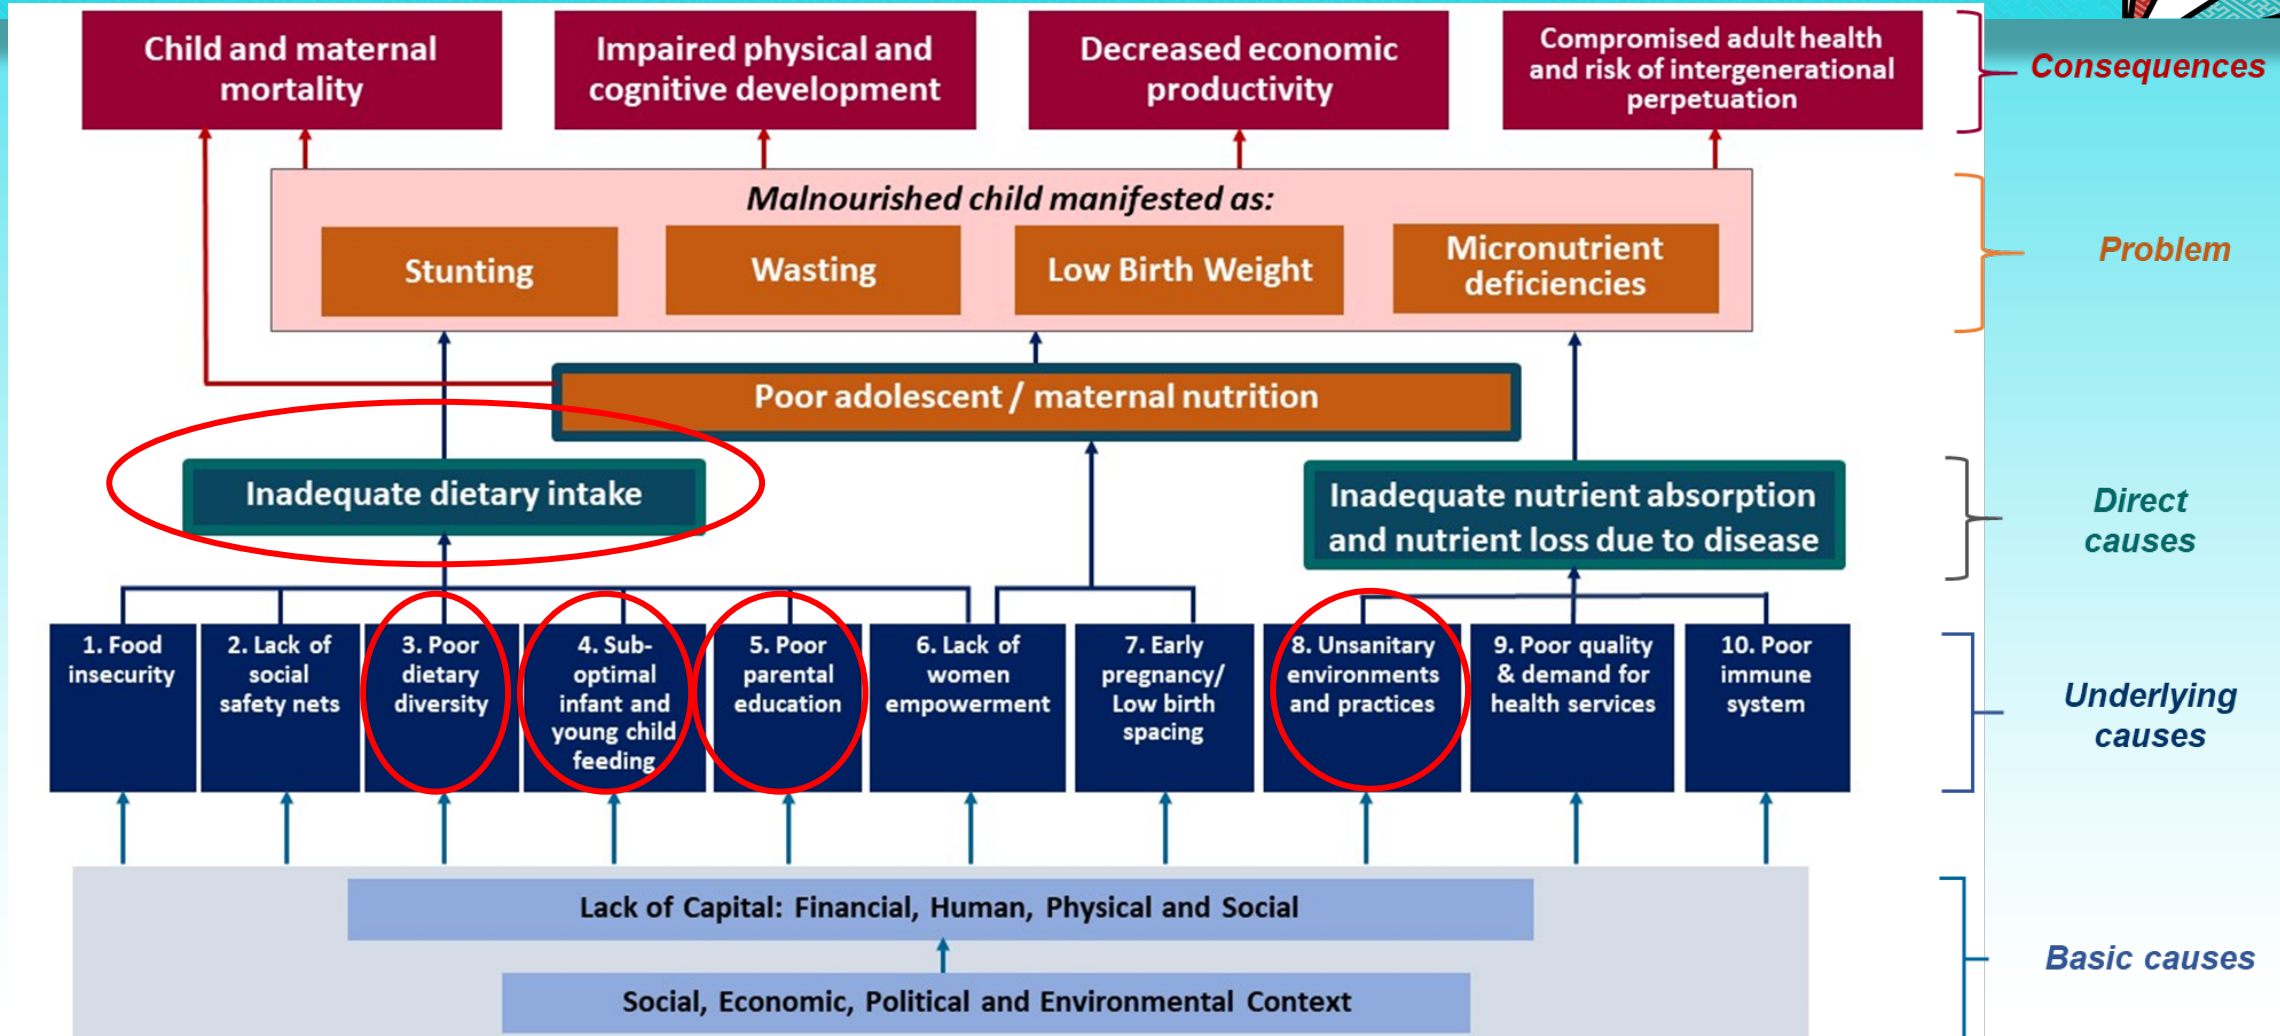 Child and maternal
mortality
Impaired physical and
cognitive development
Decreased economic
productivity
Compromised adult health
and risk of intergenerational
perpetuation
Consequences
Malnourished child manifested as:
Stunting
Wasting
Low Birth Weight
Micronutrient
deficiencies
Problem
Poor adolescent / maternal nutrition
Inadequate dietary intake
Inadequate nutrient absorption
and nutrient loss due to disease
Direct
causes
1. Food
insecurity
2. Lack of
social
safety nets
3. Poor
dietary
diversity
4. Sub-
optimal
infant and
young child
feeding
5. Poor
parental
education
6. Lack of
women
empowerment
7. Early
pregnancy/
Low birth
spacing
8. Unsanitary
environments
and practices
9. Poor quality
& demand for
health services
10. Poor
immune
system
Underlying
causes
Lack of Capital: Financial, Human, Physical and Social
Social, Economic, Political and Environmental Context
Basic causes